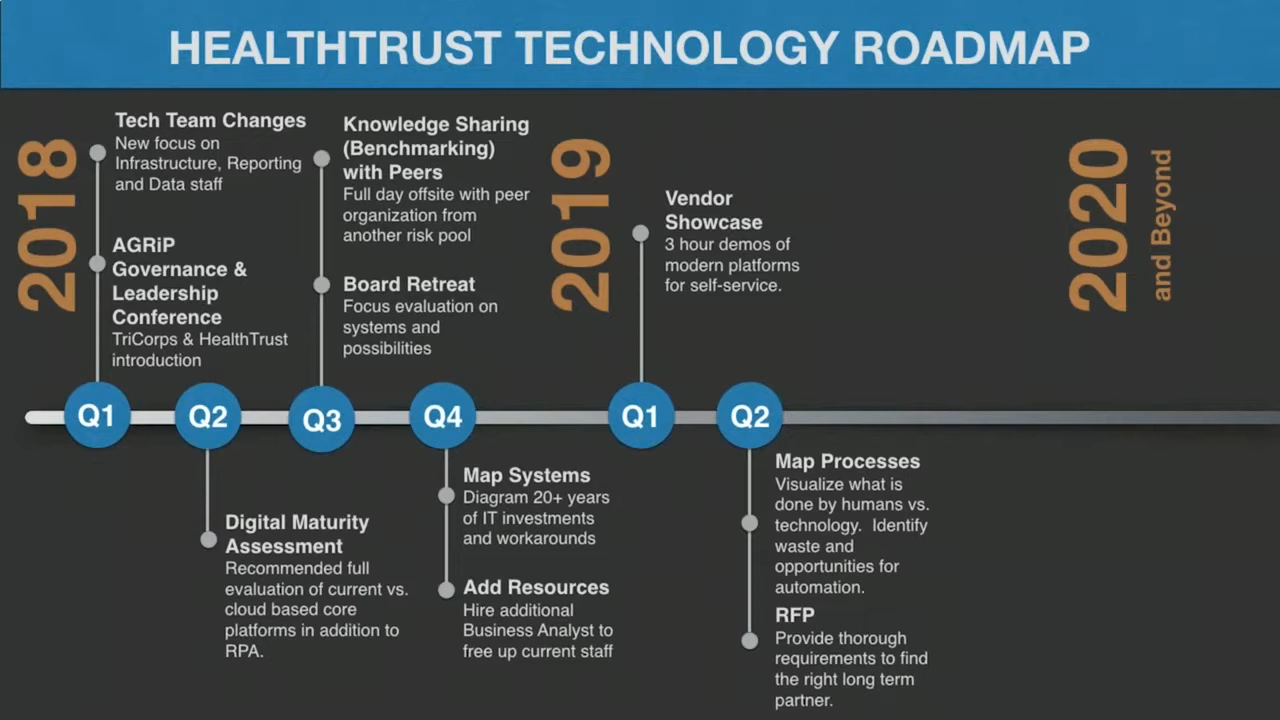 HEALTHTRUST TECHNOLOGY ROADMAP
2018
Tech Team Changes
New focus on
Infrastructure, Reporting
and Data staff
AGRiP
Governance &
Leadership
Conference
TriCorps & HealthTrust
introduction
Knowledge Sharing
(Benchmarking)
with Peers
Full day offsite with peer
organization from
another risk pool
Board Retreat
Focus evaluation on
systems and
possibilities
2019
Vendor
Showcase
3 hour demos of
modern platforms
for self-service.
2020
and Beyond
Q1
Q2
Q3
Q4
Q1
Q2
Digital Maturity
Assessment
Recommended full
evaluation of current vs.
cloud based core
platforms in addition to
RPA.
Map Systems
Diagram 20+ years
of IT investments
and workarounds
Add Resources
Hire additional
Business Analyst to
free up current staff
Map Processes
Visualize what is
done by humans vs.
technology.  Identify
waste and
opportunities for
automation.
RFP
Provide thorough
requirements to find
the right long term
partner.